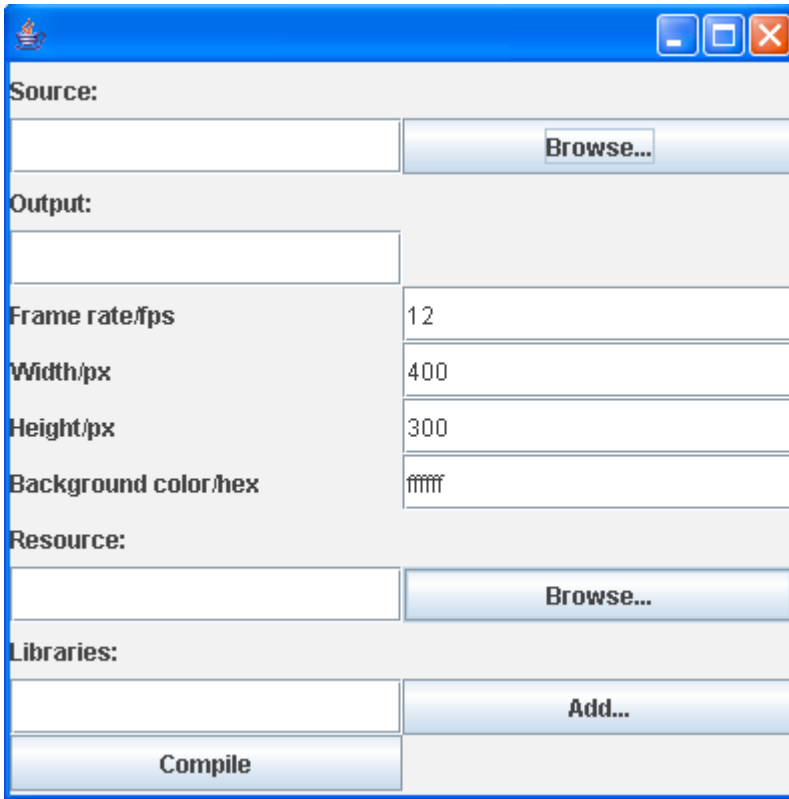 Source:
Browse...
Output:
Frame rate/fps 12
Width/px 400
Height/px 300
Background color/hex ffffff
Resource:
Browse...
Libraries:
Add...
Compile